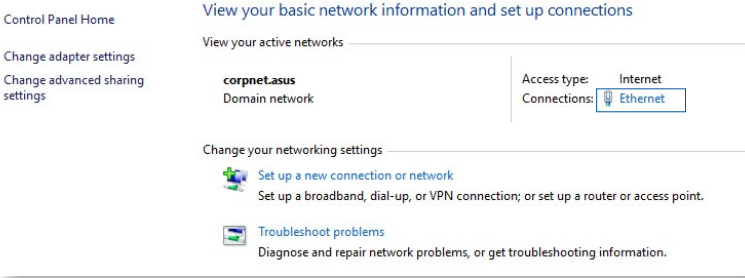 Control Panel Home
Change adapter settings
Change advanced sharing
settings
View your basic network information and set up connections
View your active networks
corpnet.asus
Domain network
Access type: Internet
Connections: Ethernet
Change your networking settings
Set up a new connection or network
Set up a broadband, dial-up, or VPN connection; or set up a router or access point.
Troubleshoot problems
Diagnose and repair network problems, or get troubleshooting information.